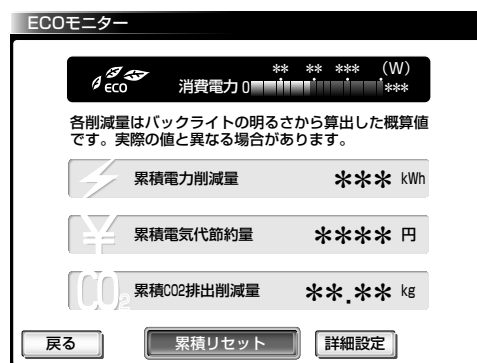 ECOモニター
** ** *** (W)
eco 消費電力 0 ***
各削減量はバックライトの明るさから算出した概算値
です。実際の値と異なる場合があります。
累積電力削減量 *** kWh
¥ 累積電気代節約量 **** 円
CO2 累積CO2排出削減量 **.** kg
戻る 累積リセット 詳細設定